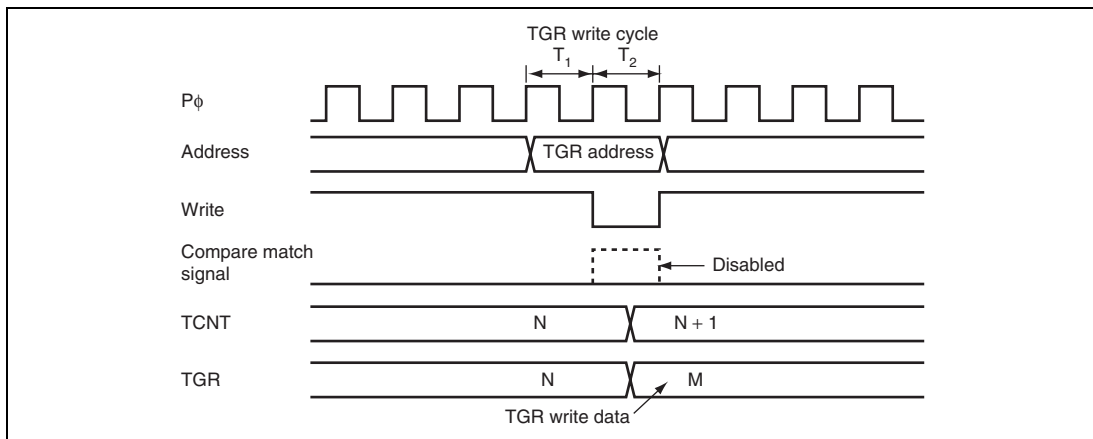 TGR write cycle
T1 T2
Pϕ
Address
TGR address
Write
Compare match
signal
Disabled
TCNT
N
N + 1
TGR
N
M
TGR write data